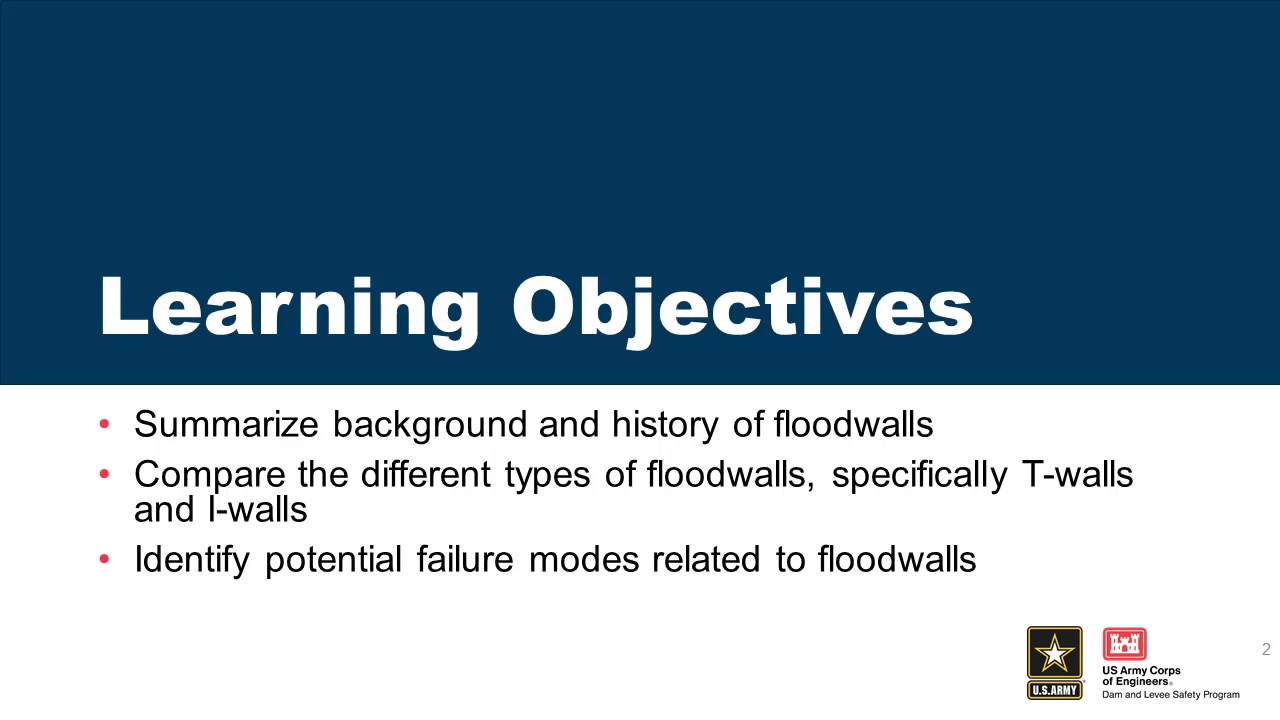 Learning Objectives
• Summarize background and history of floodwalls
• Compare the different types of floodwalls, specifically T-walls
and I-walls
• Identify potential failure modes related to floodwalls
U.S.ARMY
US Army Corps
of Engineers®
Dam and Levee Safety Program
2